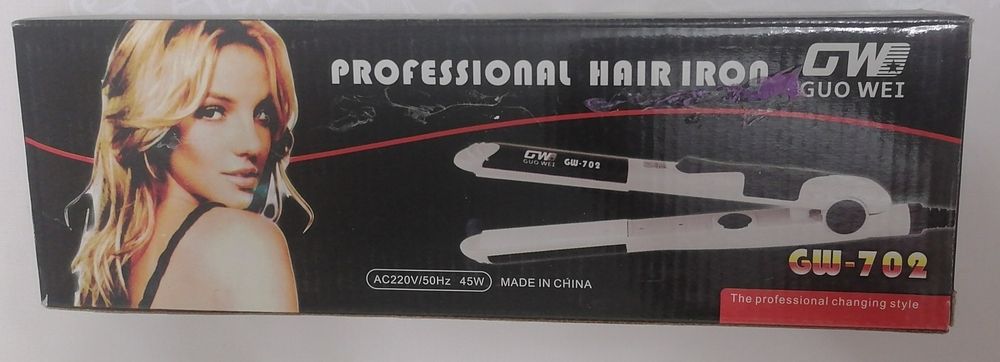 PROFESSIONAL HAIR IRON
GW
GUO WEI
GW
GUO WEI
GW-702
GW-702
AC220V/50Hz 45W
MADE IN CHINA
The professional changing style